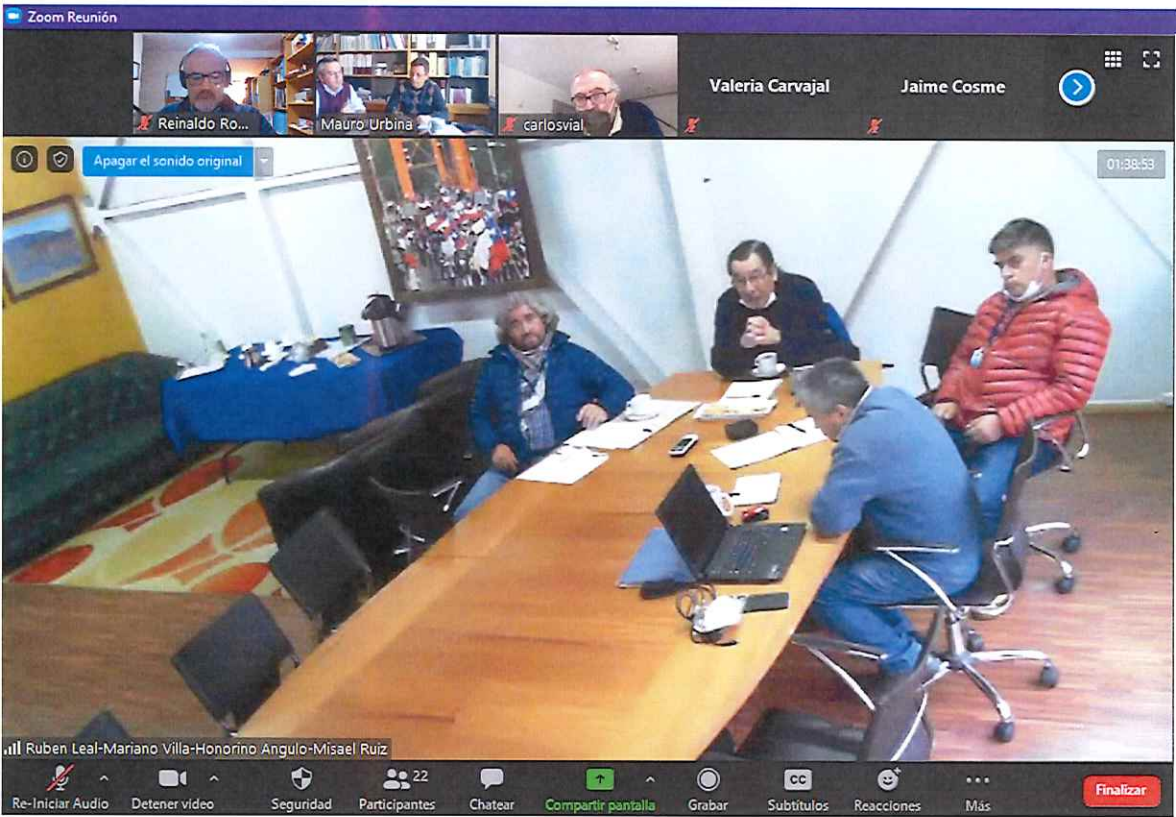 Zoom Reunión
Reinaldo Ro...
Mauro Urbina
carlosvial
Valeria Carvajal
Jaime Cosme
Apagar el sonido original
01:38:53
Ruben Leal-Mariano Villa-Honorino Angulo-Misael Ruiz
22
CC
Re-Iniciar Audio
Detener video
Seguridad
Participantes
Chatear
Compartir pantalla
Grabar
Subtítulos
Reacciones
Más
Finalizar